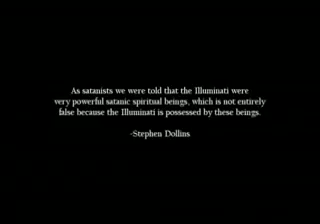 As satanists we were told that the Illuminati were
very powerful satanic spiritual beings, which is not entirely
false because the Illuminati is possessed by these beings.
-Stephen Dollins